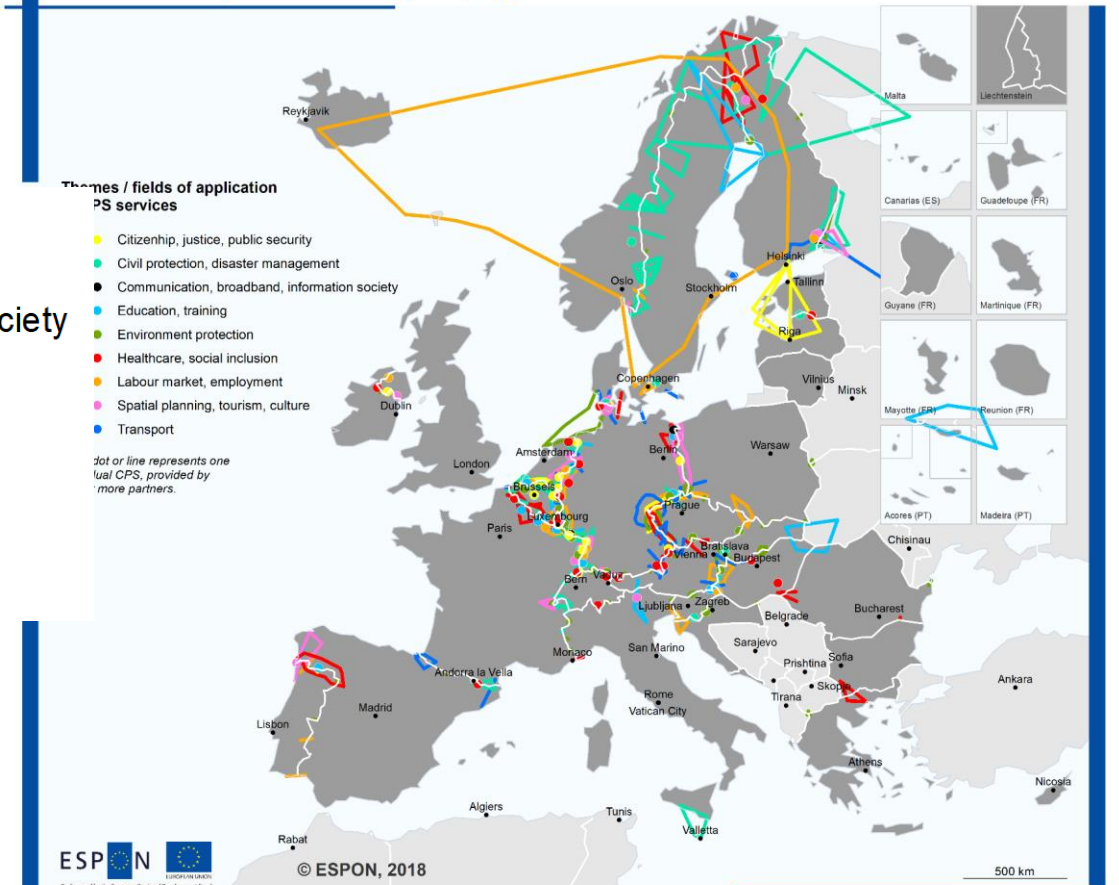 Themes / fields of application
PS services
Citizenhip, justice, public security
Civil protection, disaster management
Communication, broadband, information society
Education, training
Environment protection
Healthcare, social inclusion
Labour market, employment
Spatial planning, tourism, culture
Transport
dot or line represents one
ual CPS, provided by
more partners.
ciety
Reykjavik
Oslo
Stockholm
Helsinki
Tallinn
Riga
Vilnius
Minsk
Copenhagen
Dublin
London
Amsterdam
Berlin
Warsaw
Brussels
Luxembourg
Paris
Prague
Vienna
Bratislava
Budapest
Chisinau
Bern
Vaduz
Ljubljana
Zagreb
Belgrade
Bucharest
Monaco
San Marino
Sarajevo
Prishtina
Sofia
Skopje
Tirana
Andorra la Vella
Madrid
Lisbon
Rome
Vatican City
Ankara
Athens
Nicosia
Algiers
Tunis
Valletta
Rabat
Malta
Liechtenstein
Canarias (ES)
Guadeloupe (FR)
Guyane (FR)
Martinique (FR)
Mayotte (FR)
Reunion (FR)
Acores (PT)
Madeira (PT)
ESPON
EUROPEAN UNION
© ESPON, 2018
500 km